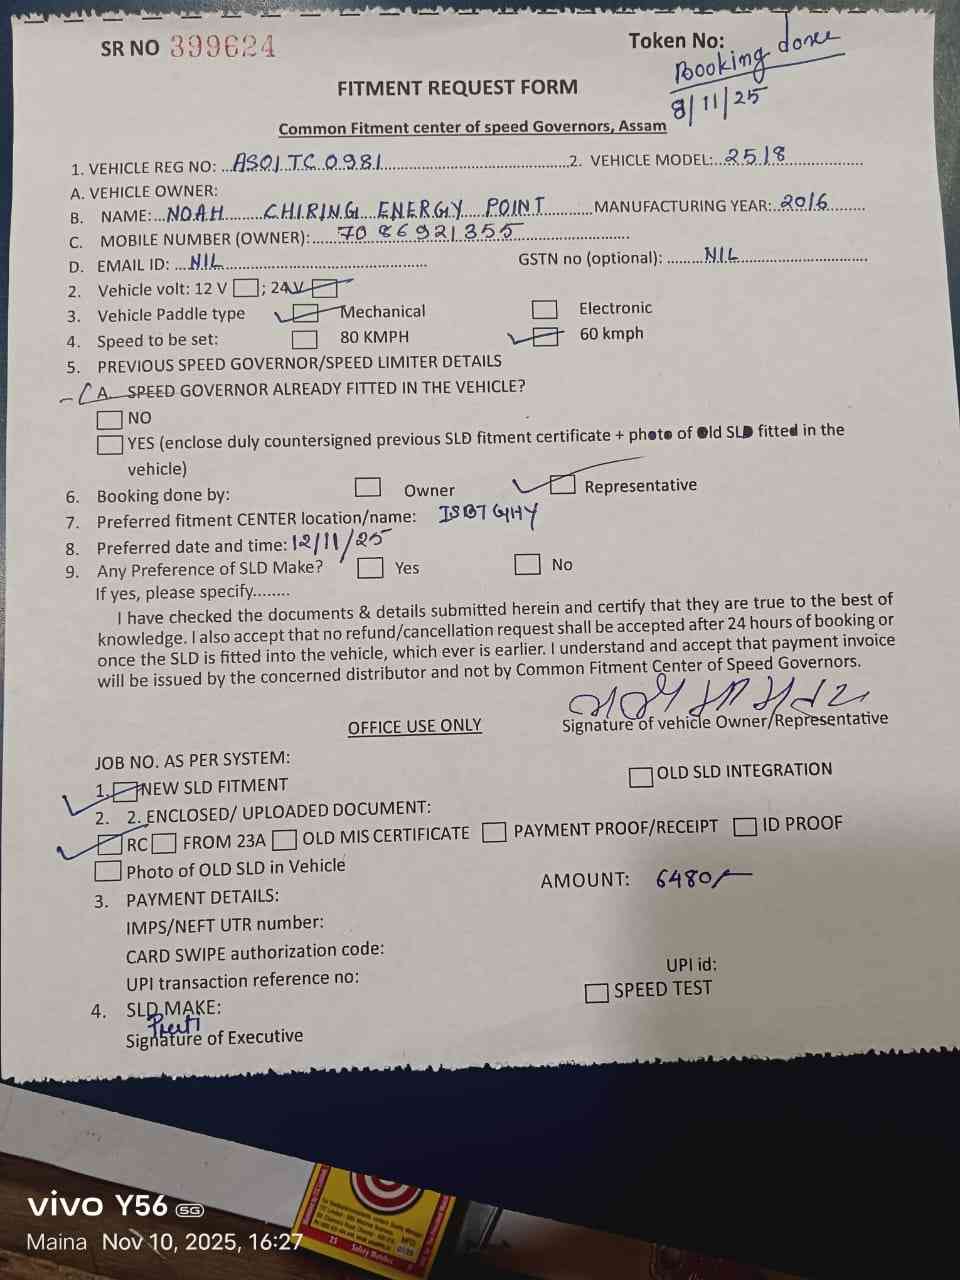 SR NO 399624
Token No:
Booking done
8/11/25
FITMENT REQUEST FORM
Common Fitment center of speed Governors, Assam
1. VEHICLE REG NO: AS01TC0981 2. VEHICLE MODEL: 2518
A. VEHICLE OWNER:
B. NAME: NOAH CHIRING ENERGY POINT MANUFACTURING YEAR: 2016
C. MOBILE NUMBER (OWNER): 7086921355
D. EMAIL ID: NIL GSTN no (optional): NIL
2. Vehicle volt: 12 V ; 24V
3. Vehicle Paddle type Mechanical Electronic
4. Speed to be set: 80 KMPH 60 kmph
5. PREVIOUS SPEED GOVERNOR/SPEED LIMITER DETAILS
A. SPEED GOVERNOR ALREADY FITTED IN THE VEHICLE?
NO
YES (enclose duly countersigned previous SLD fitment certificate + photo of Old SLD fitted in the
vehicle)
6. Booking done by: Owner Representative
7. Preferred fitment CENTER location/name: ISBT GHY
8. Preferred date and time: 12/11/25
9. Any Preference of SLD Make? Yes No
If yes, please specify........
I have checked the documents & details submitted herein and certify that they are true to the best of
knowledge. I also accept that no refund/cancellation request shall be accepted after 24 hours of booking or
once the SLD is fitted into the vehicle, which ever is earlier. I understand and accept that payment invoice
will be issued by the concerned distributor and not by Common Fitment Center of Speed Governors.
OFFICE USE ONLY Signature of vehicle Owner/Representative
JOB NO. AS PER SYSTEM:
1. NEW SLD FITMENT OLD SLD INTEGRATION
2. 2. ENCLOSED/ UPLOADED DOCUMENT:
RC FROM 23A OLD MIS CERTIFICATE PAYMENT PROOF/RECEIPT ID PROOF
Photo of OLD SLD in Vehicle
3. PAYMENT DETAILS: AMOUNT: 6480/-
IMPS/NEFT UTR number:
CARD SWIPE authorization code:
UPI transaction reference no: UPI id:
4. SLD MAKE: SPEED TEST
Signature of Executive
vivo Y56 5G
Maina Nov 10, 2025, 16:27